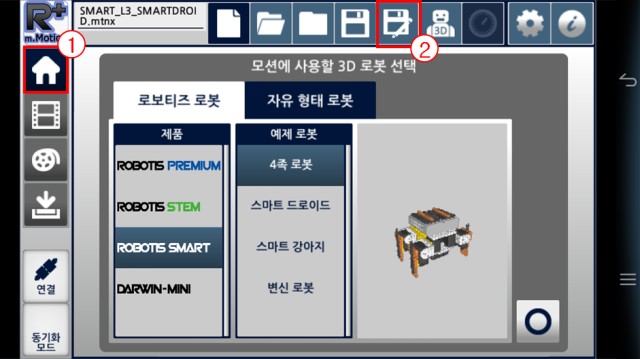 R+
m.Motion
SMART_L3_SMARTDROI
D.mtnx
3D
i
1
2
모션에 사용할 3D 로봇 선택
로보티즈 로봇
자유 형태 로봇
제품
예제 로봇
ROBOTIS PREMIUM
4족 로봇
ROBOTIS STEM
스마트 드로이드
ROBOTIS SMART
스마트 강아지
DARWIN-MINI
변신 로봇
연결
동기화
모드